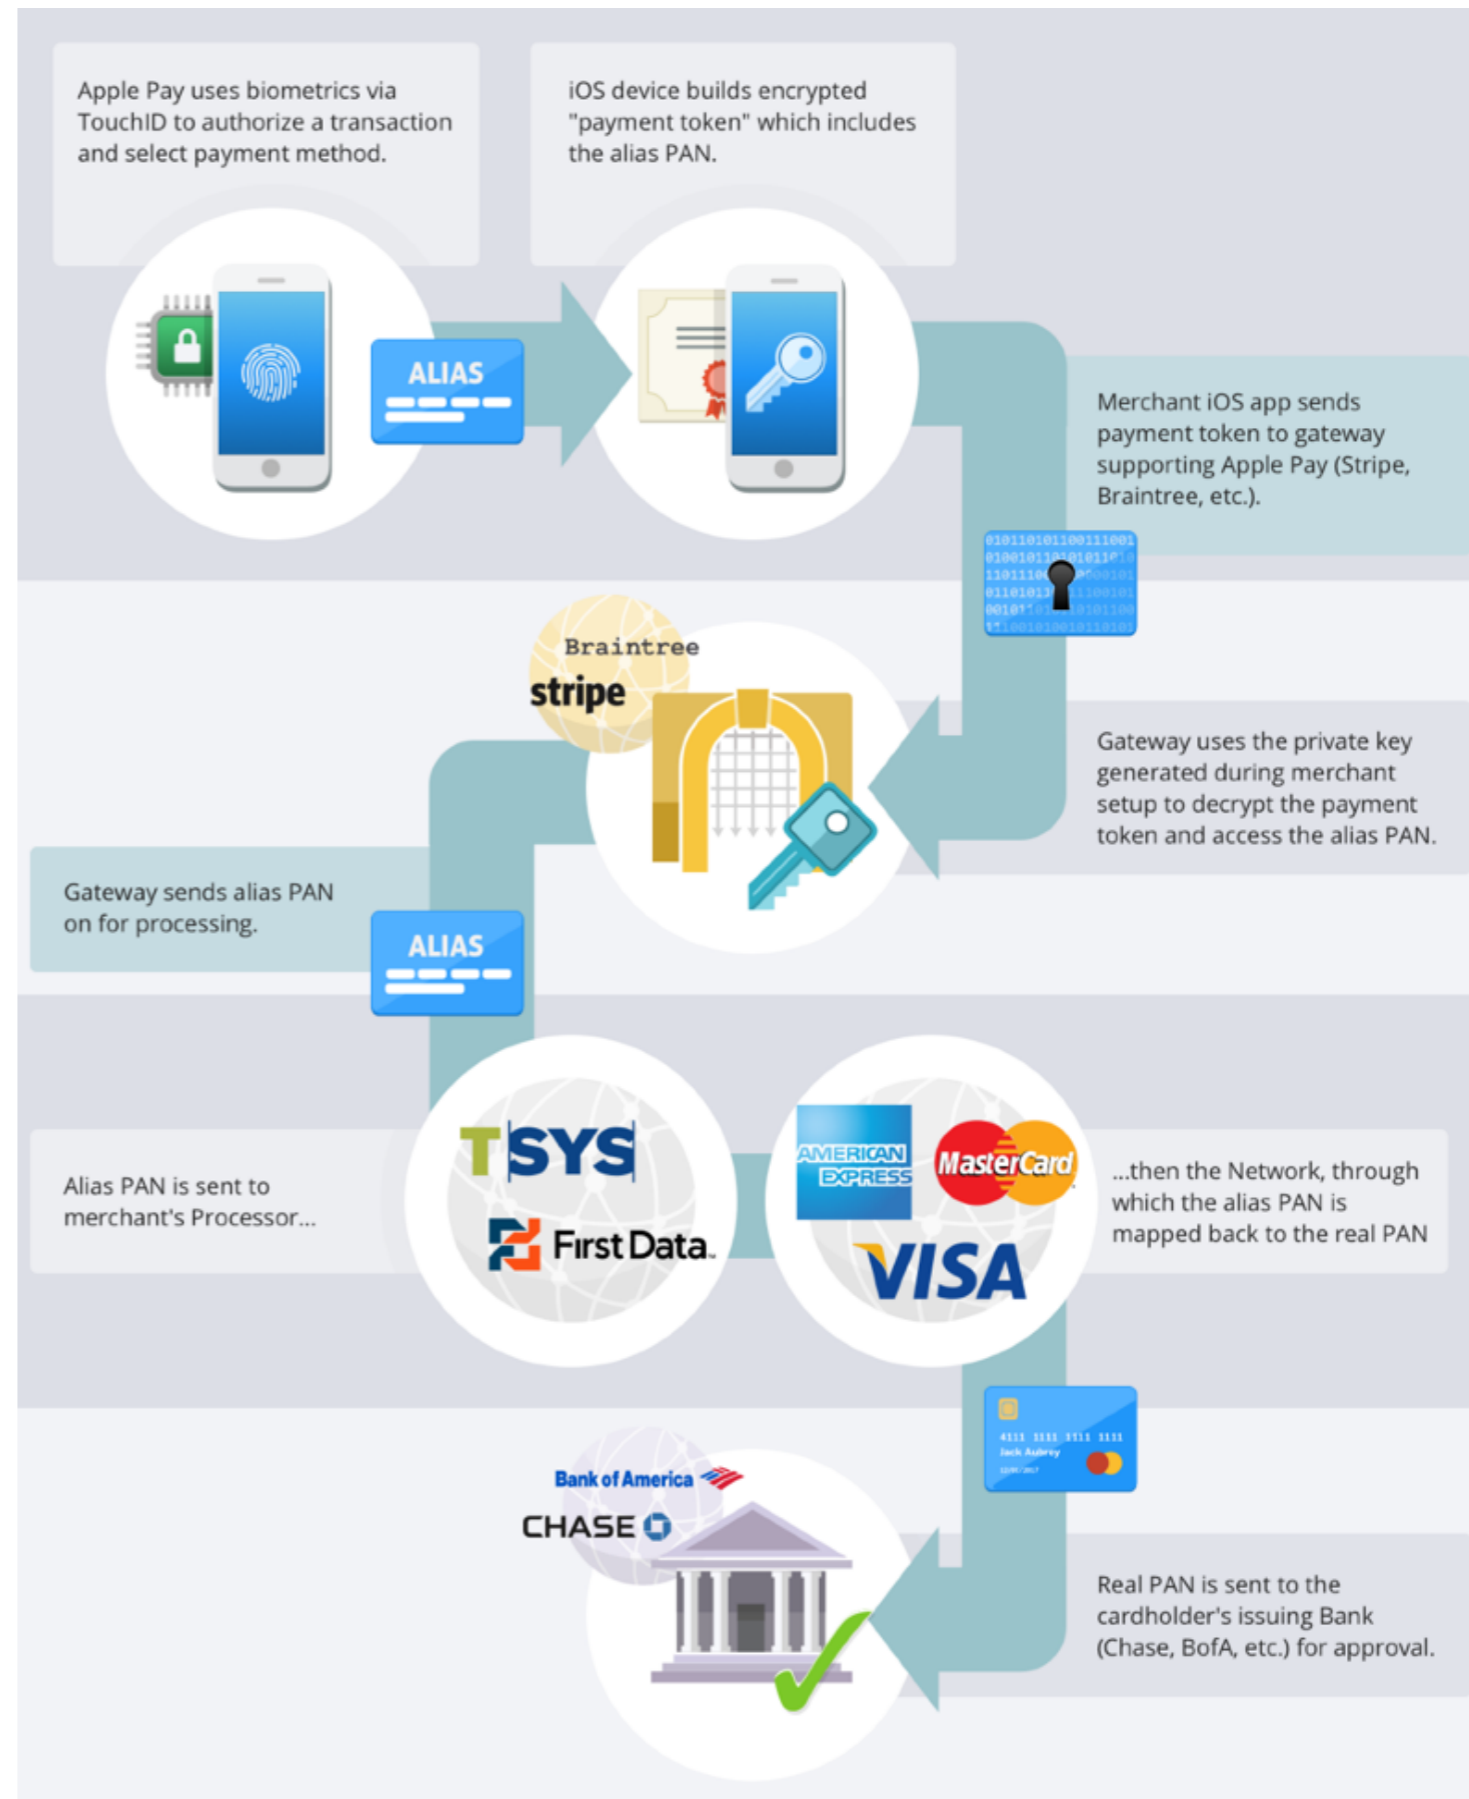 Apple Pay uses biometrics via
TouchID to authorize a transaction
and select payment method.
iOS device builds encrypted
"payment token" which includes
the alias PAN.
ALIAS
Merchant iOS app sends
payment token to gateway
supporting Apple Pay (Stripe,
Braintree, etc.).
Braintree
stripe
Gateway uses the private key
generated during merchant
setup to decrypt the payment
token and access the alias PAN.
Gateway sends alias PAN
on for processing.
ALIAS
Alias PAN is sent to
merchant's Processor...
TSYS
First Data
AMERICAN
EXPRESS
MasterCard
VISA
...then the Network, through
which the alias PAN is
mapped back to the real PAN
4111 1111 1111 1111
Jack Aubrey
Bank of America
CHASE
Real PAN is sent to the
cardholder's issuing Bank
(Chase, BofA, etc.) for approval.